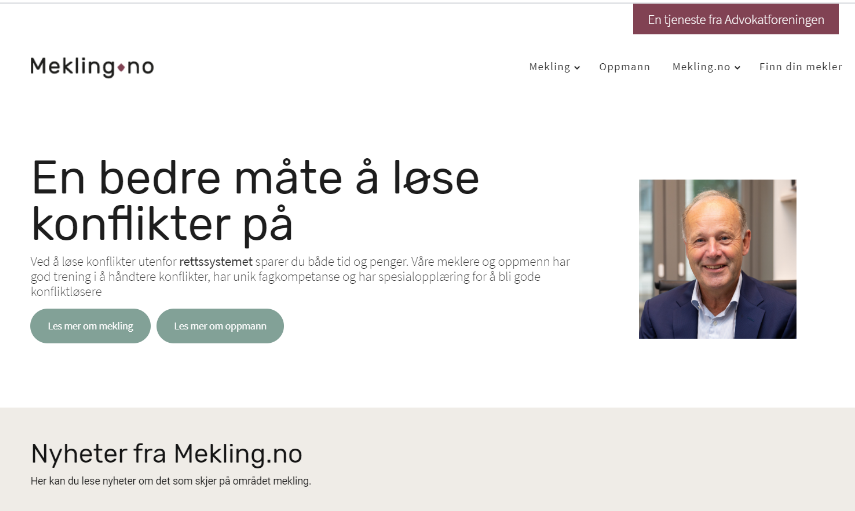 En tjeneste fra Advokatforeningen
Mekling.no
Mekling Oppmann Mekling.no Finn din mekler
En bedre måte å løse
konflikter på
Ved å løse konflikter utenfor rettssystemet sparer du både tid og penger. Våre meklere og oppmenn har
god trening i å håndtere konflikter, har unik fagkompetanse og har spesialopplæring for å bli gode
konfliktløsere
Les mer om mekling Les mer om oppmann
Nyheter fra Mekling.no
Her kan du lese nyheter om det som skjer på området mekling.